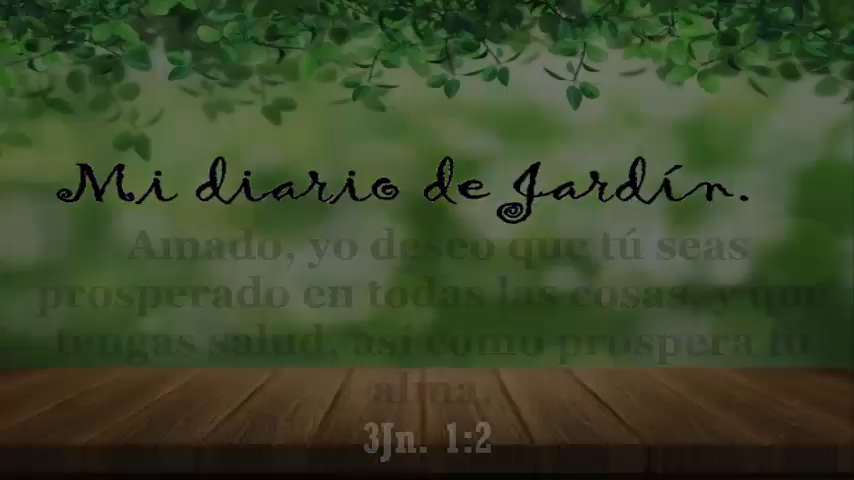 Mi diario de Jardín.
Amado, yo deseo que tú seas
prosperado en todas las cosas, y que
tengas salud, así como prospera tu
alma.
3Jn. 1:2